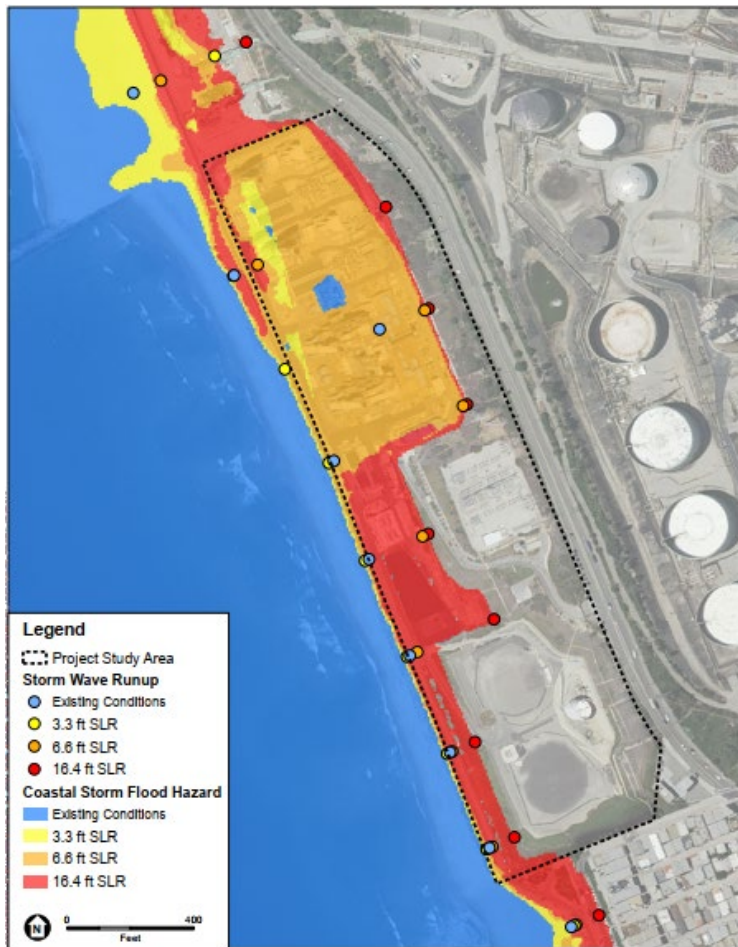 Legend
Project Study Area
Storm Wave Runup
Existing Conditions
3.3 ft SLR
6.6 ft SLR
16.4 ft SLR
Coastal Storm Flood Hazard
Existing Conditions
3.3 ft SLR
6.6 ft SLR
16.4 ft SLR
N
0 400
Feet